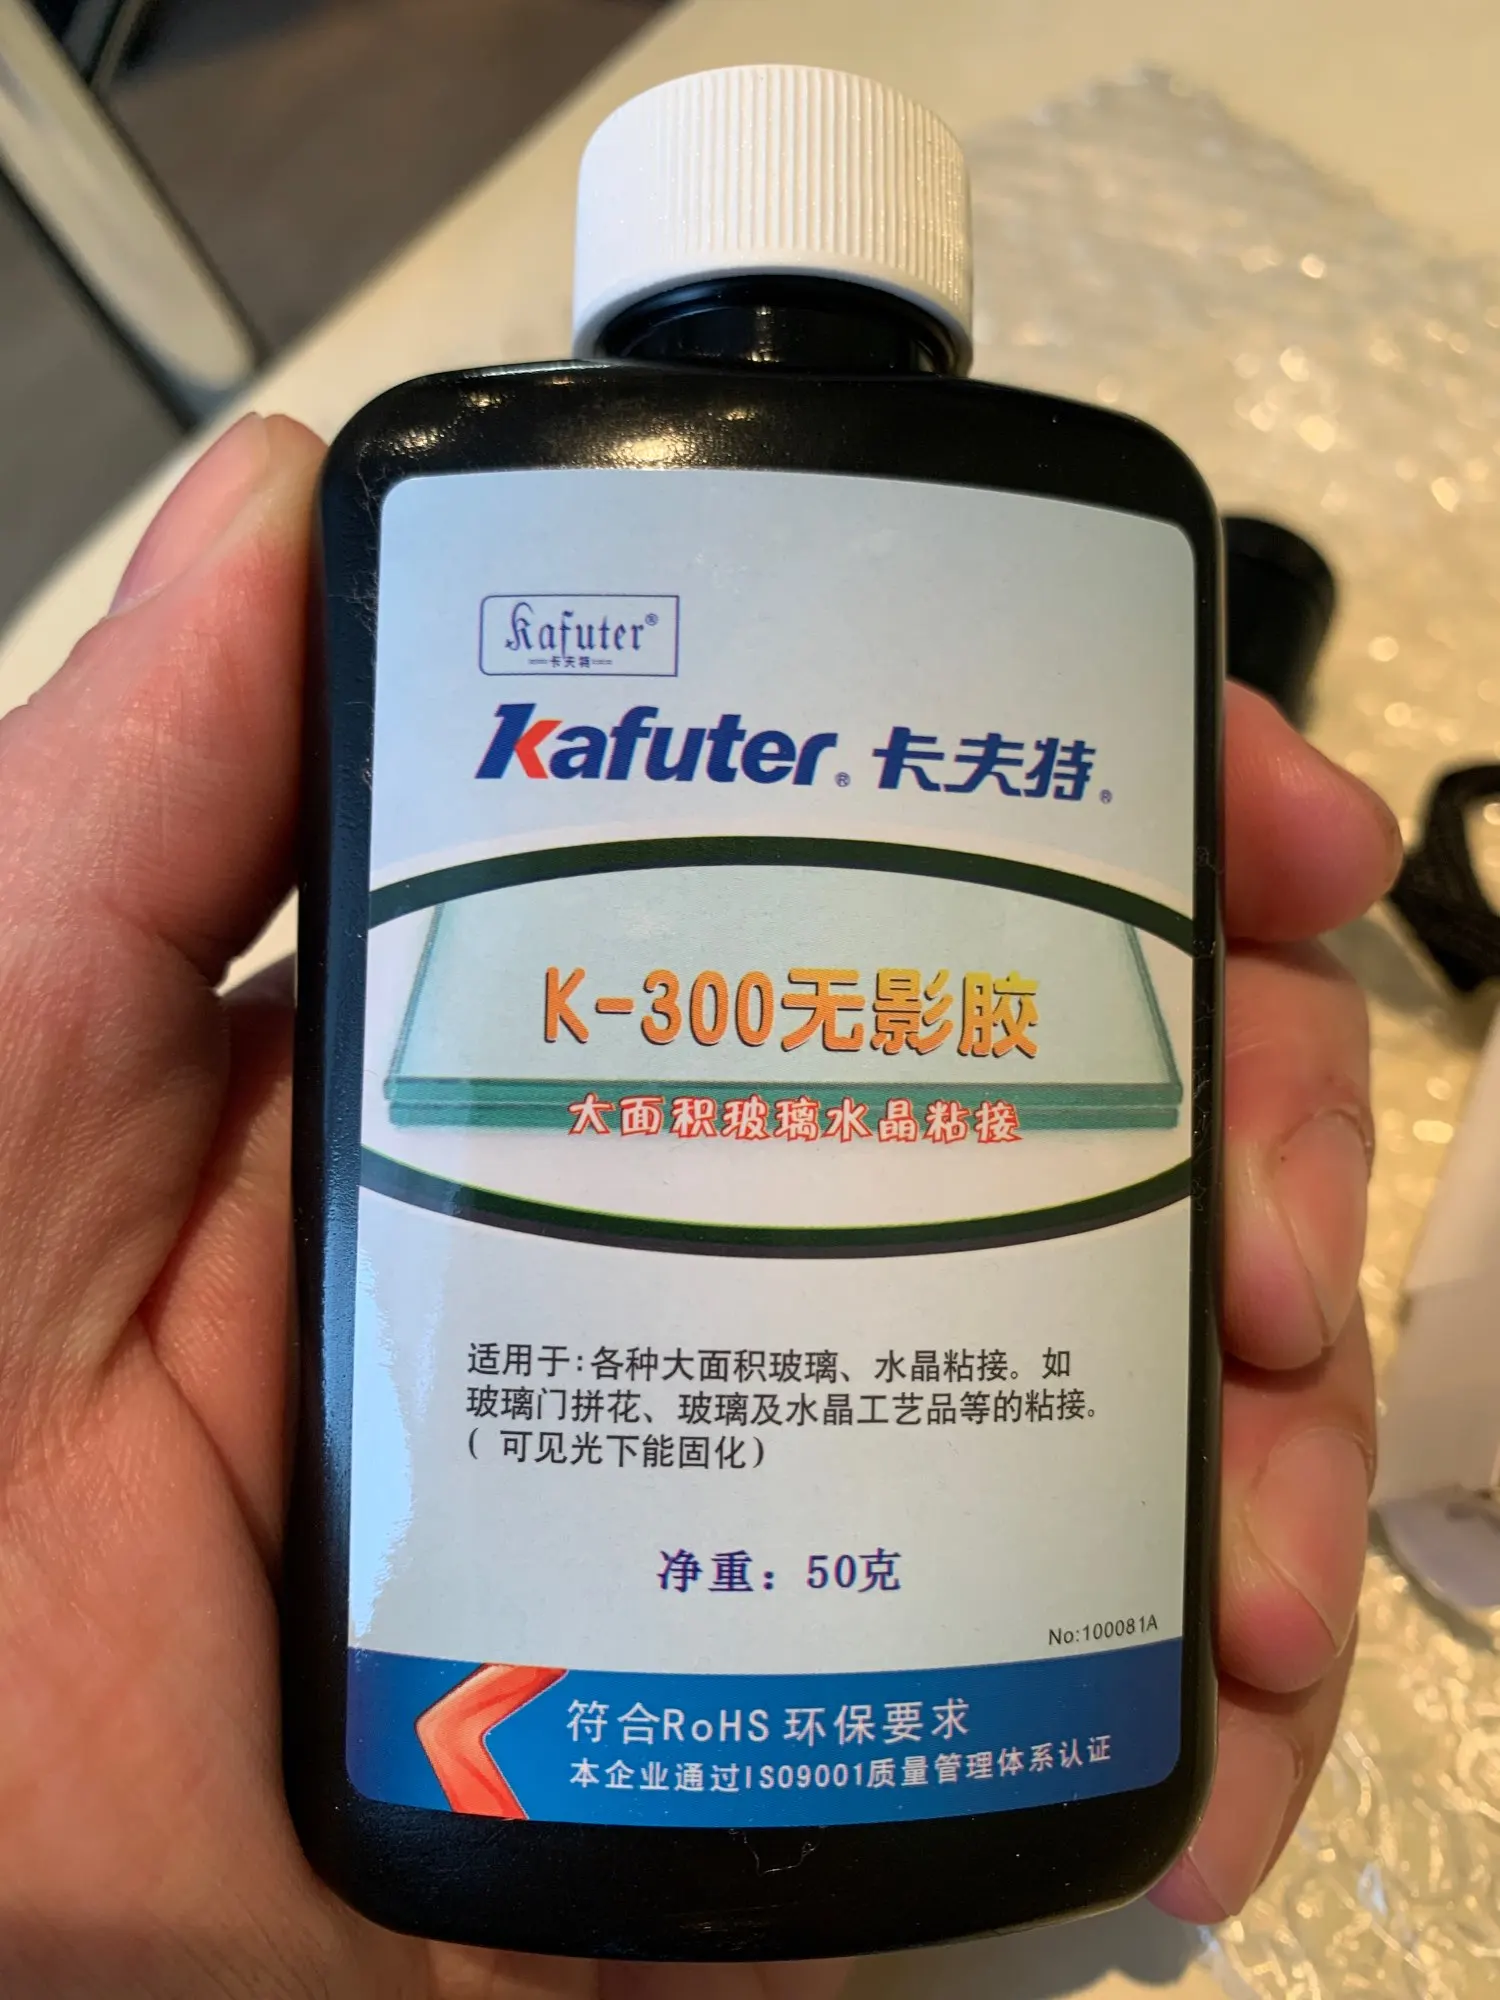 Kafuter®
卡夫特
Kafuter® 卡夫特®
K-300无影胶
大面积玻璃水晶粘接
适用于:各种大面积玻璃、水晶粘接。如
玻璃门拼花、玻璃及水晶工艺品等的粘接。
(可见光下能固化)
净重：50克
No:100081A
符合RoHS 环保要求
本企业通过ISO9001质量管理体系认证